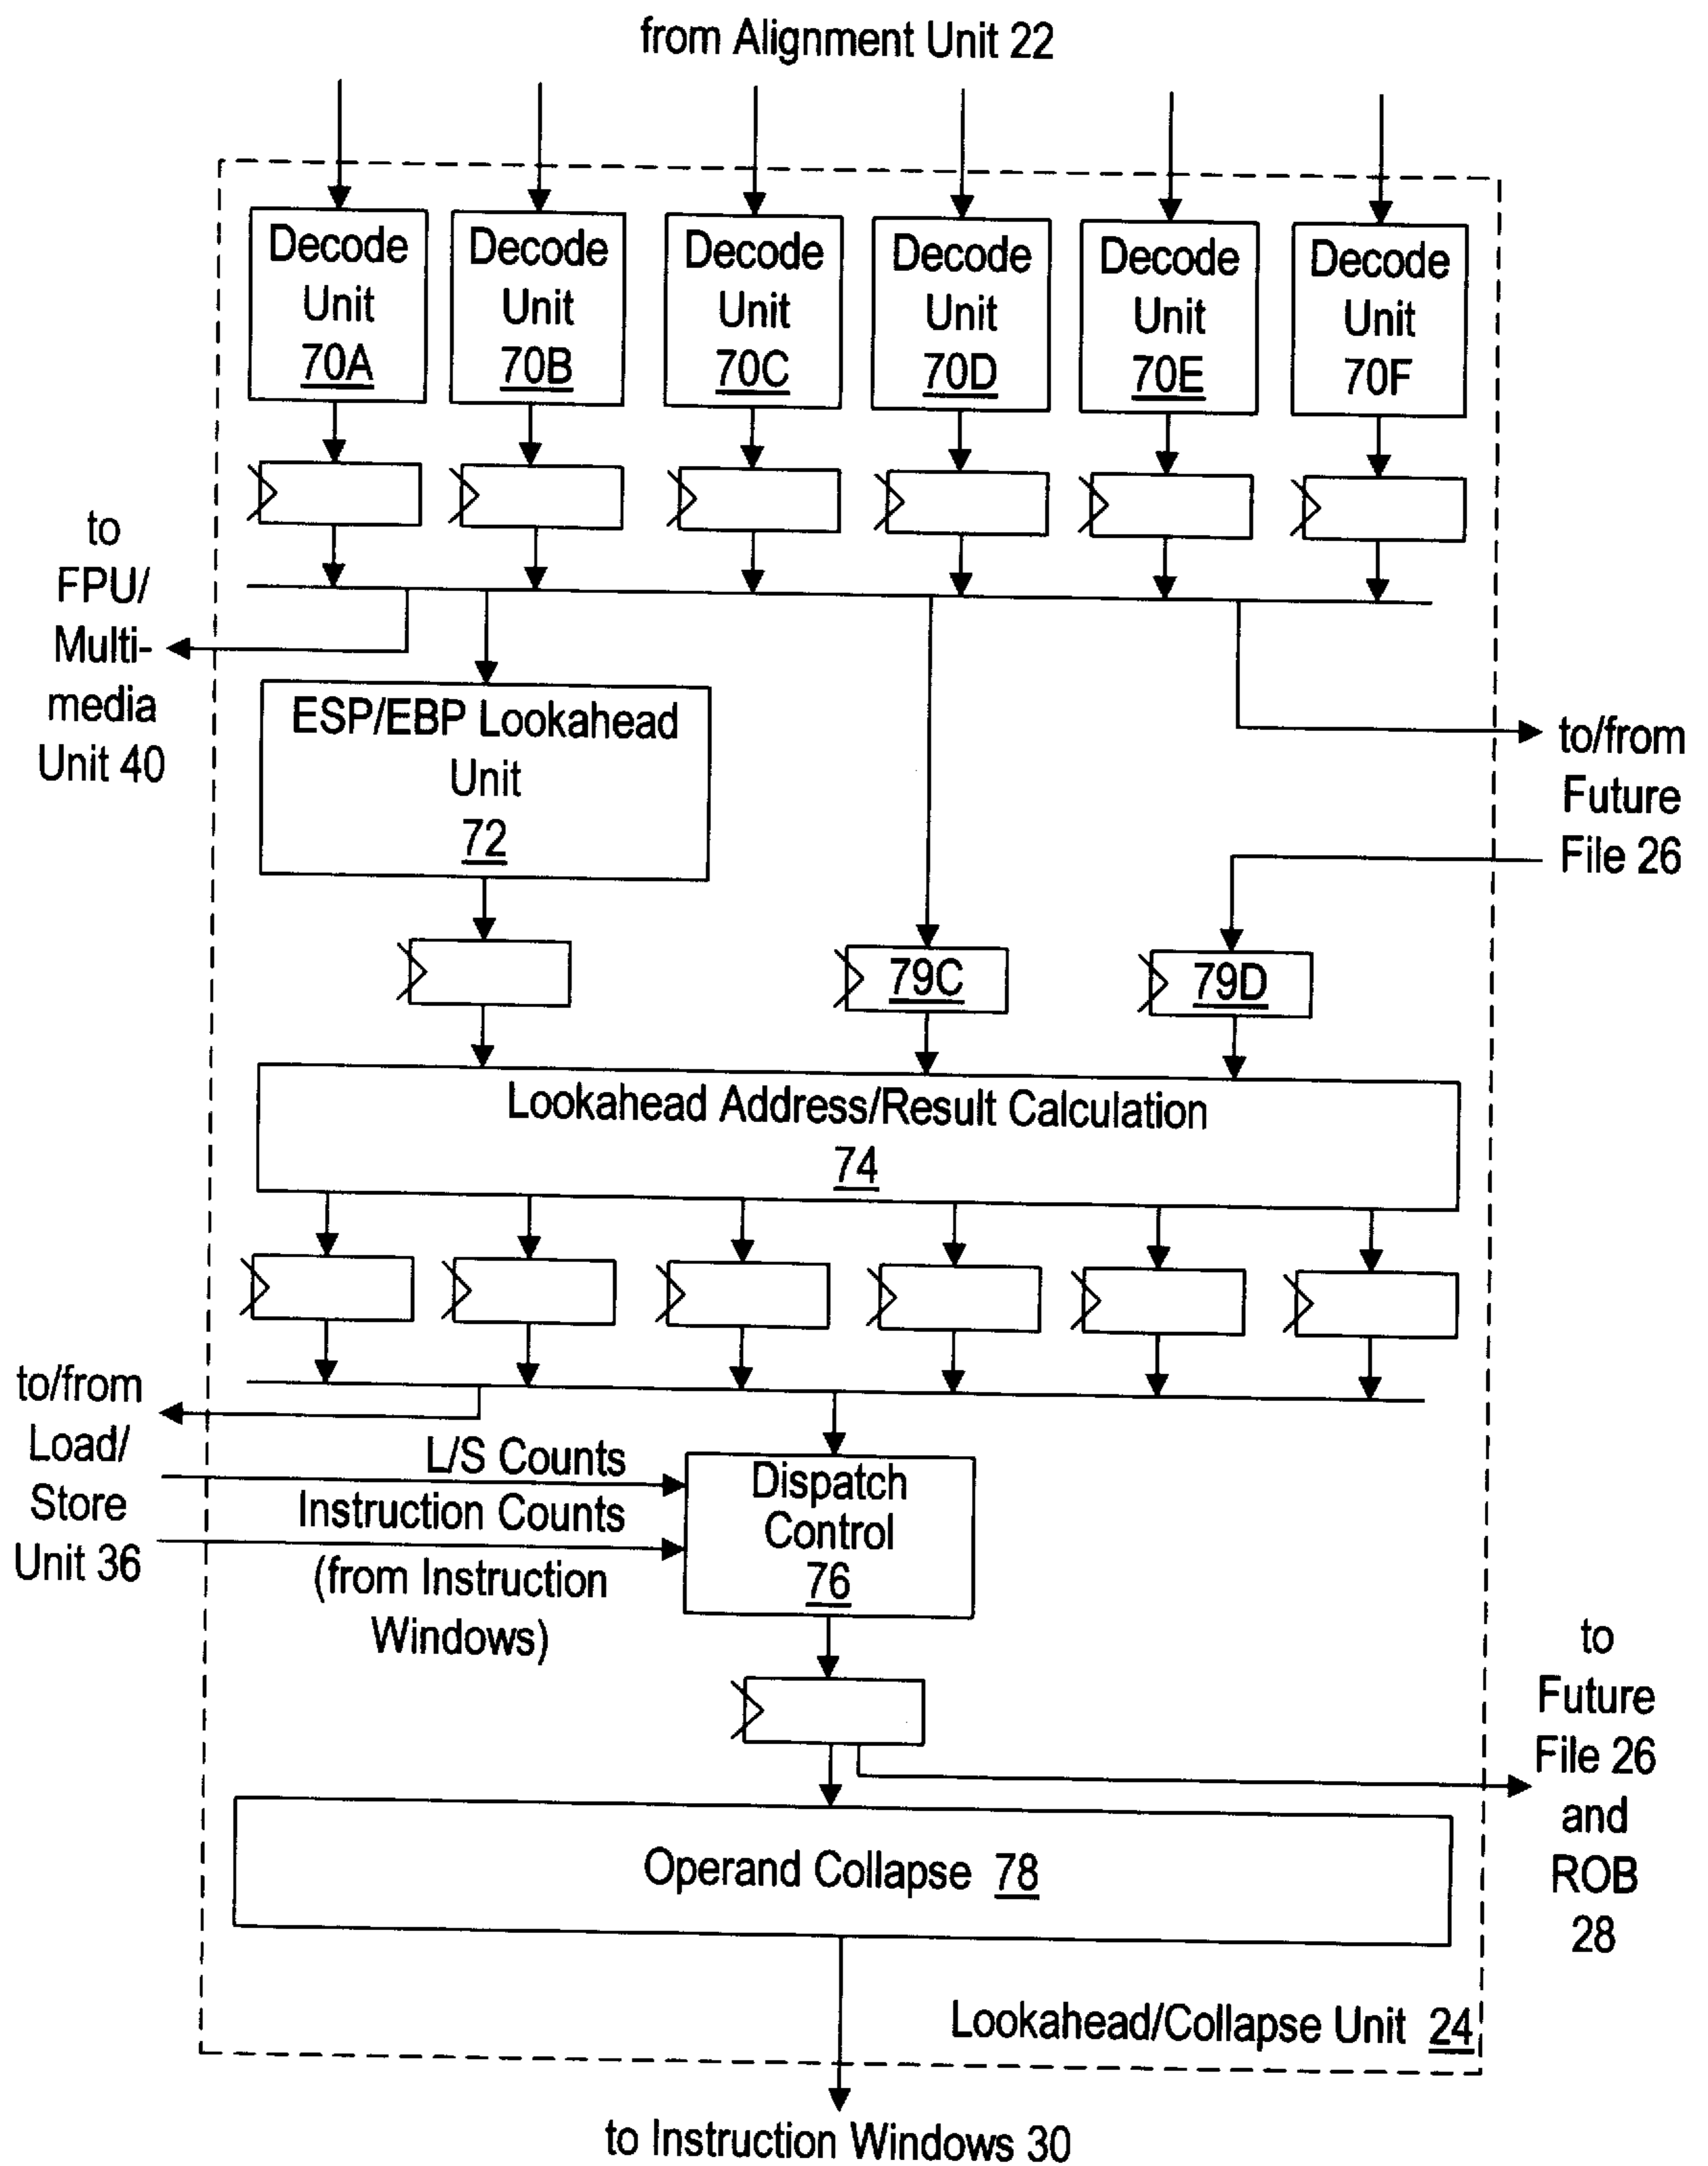 from Alignment Unit 22
Decode
Unit
70A
Decode
Unit
70B
Decode
Unit
70C
Decode
Unit
70D
Decode
Unit
70E
Decode
Unit
70F
to
FPU/
Multi-
media
Unit 40
ESP/EBP Lookahead
Unit
72
to/from
Future
File 26
79C
79D
Lookahead Address/Result Calculation
74
to/from
Load/
Store
Unit 36
L/S Counts
Instruction Counts
(from Instruction
Windows)
Dispatch
Control
76
to
Future
File 26
and
ROB
28
Operand Collapse 78
Lookahead/Collapse Unit 24
to Instruction Windows 30